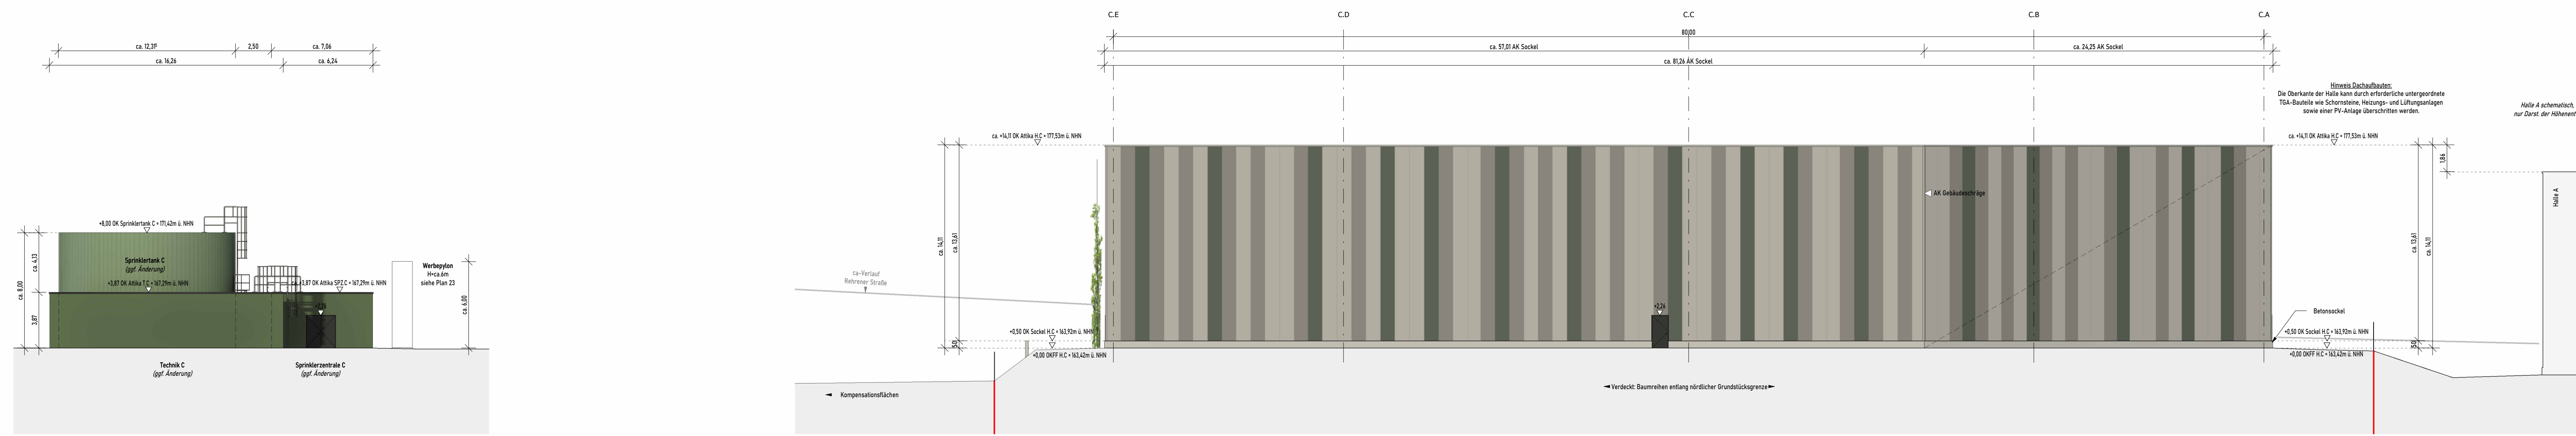 C.E
C.D
C.C
C.B
C.A
80,00
ca. 12,31⁵
2,50
ca. 7,06
ca. 57,01 AK Sockel
ca. 24,25 AK Sockel
ca. 16,26
ca. 6,24
ca. 81,26 AK Sockel
Hinweis Dachaufbauten:
Die Oberkante der Halle kann durch erforderliche untergeordnete
TGA-Bauteile wie Schornsteine, Heizungs- und Lüftungsanlagen
sowie einer PV-Anlage überschritten werden.
Halle A schematisch,
nur Darst. der Höhenent
ca. +14,11 OK Attika H.C = 177,53m ü. NHN
ca. +14,11 OK Attika H.C = 177,53m ü. NHN
1,86
Halle A
AK Gebäudeschräge
+8,00 OK Sprinklertank C = 171,42m ü. NHN
Sprinklertank C
(ggf. Änderung)
+3,87 OK Attika T.C = 167,29m ü. NHN
ca. +3,87 OK Attika SPZ.C = 167,29m ü. NHN
ca. 8,00
ca. 4,13
3,87
Werbepylon
H=ca.6m
siehe Plan 23
ca. 6,00
ca-Verlauf
Rehrener Straße
ca. 14,11
ca. 13,61
50
ca. 13,61
ca. 14,11
50
+2,26
+2,26
Betonsockel
+0,50 OK Sockel H.C = 163,92m ü. NHN
+0,50 OK Sockel H.C = 163,92m ü. NHN
+0,00 OKFF H.C = 163,42m ü. NHN
+0,00 OKFF H.C = 163,42m ü. NHN
Technik C
(ggf. Änderung)
Sprinklerzentrale C
(ggf. Änderung)
Verdeckt: Baumreihen entlang nördlicher Grundstücksgrenze
Kompensationsflächen